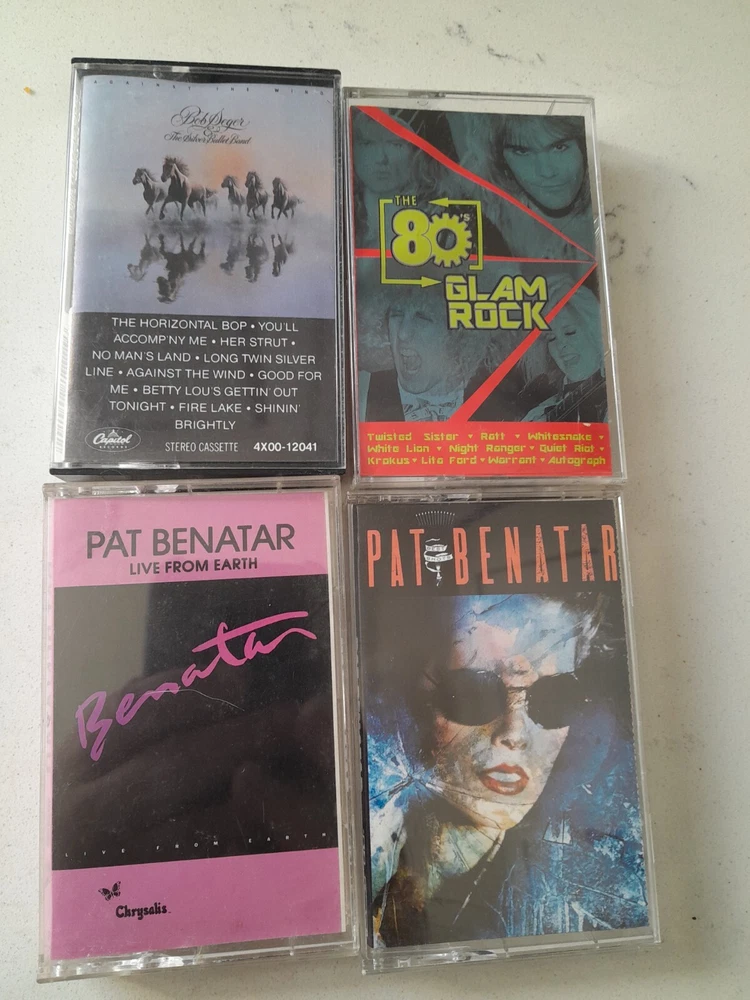 AGAINST THE WIND
Bob Seger
&
The Silver Bullet Band
THE HORIZONTAL BOP • YOU'LL
ACCOMP'NY ME • HER STRUT •
NO MAN'S LAND • LONG TWIN SILVER
LINE • AGAINST THE WIND • GOOD FOR
ME • BETTY LOU'S GETTIN' OUT
TONIGHT • FIRE LAKE • SHININ'
BRIGHTLY
Capitol
RECORDS
STEREO CASSETTE 4X00-12041
THE
80's
GLAM
ROCK
Twisted Sister • Ratt • Whitesnake •
White Lion • Night Ranger • Quiet Riot •
Krokus • Lita Ford • Warrant • Autograph
PAT BENATAR
LIVE FROM EARTH
Benatar
LIVE FROM EARTH
Chrysalis
PAT BENATAR
BEST
SHOTS